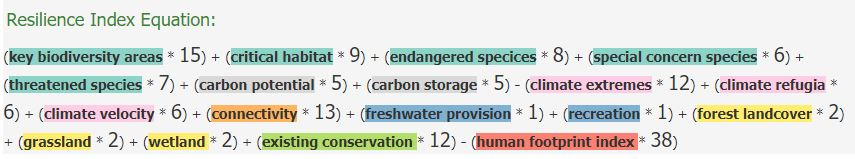 Resilience Index Equation:
(key biodiversity areas * 15) + (critical habitat * 9) + (endangered specices * 8) + (special concern species * 6) +
(threatened species * 7) + (carbon potential * 5) + (carbon storage * 5) - (climate extremes * 12) + (climate refugia *
6) + (climate velocity * 6) + (connectivity * 13) + (freshwater provision * 1) + (recreation * 1) + (forest landcover * 2)
+ (grassland * 2) + (wetland * 2) + (existing conservation * 12) - (human footprint index * 38)